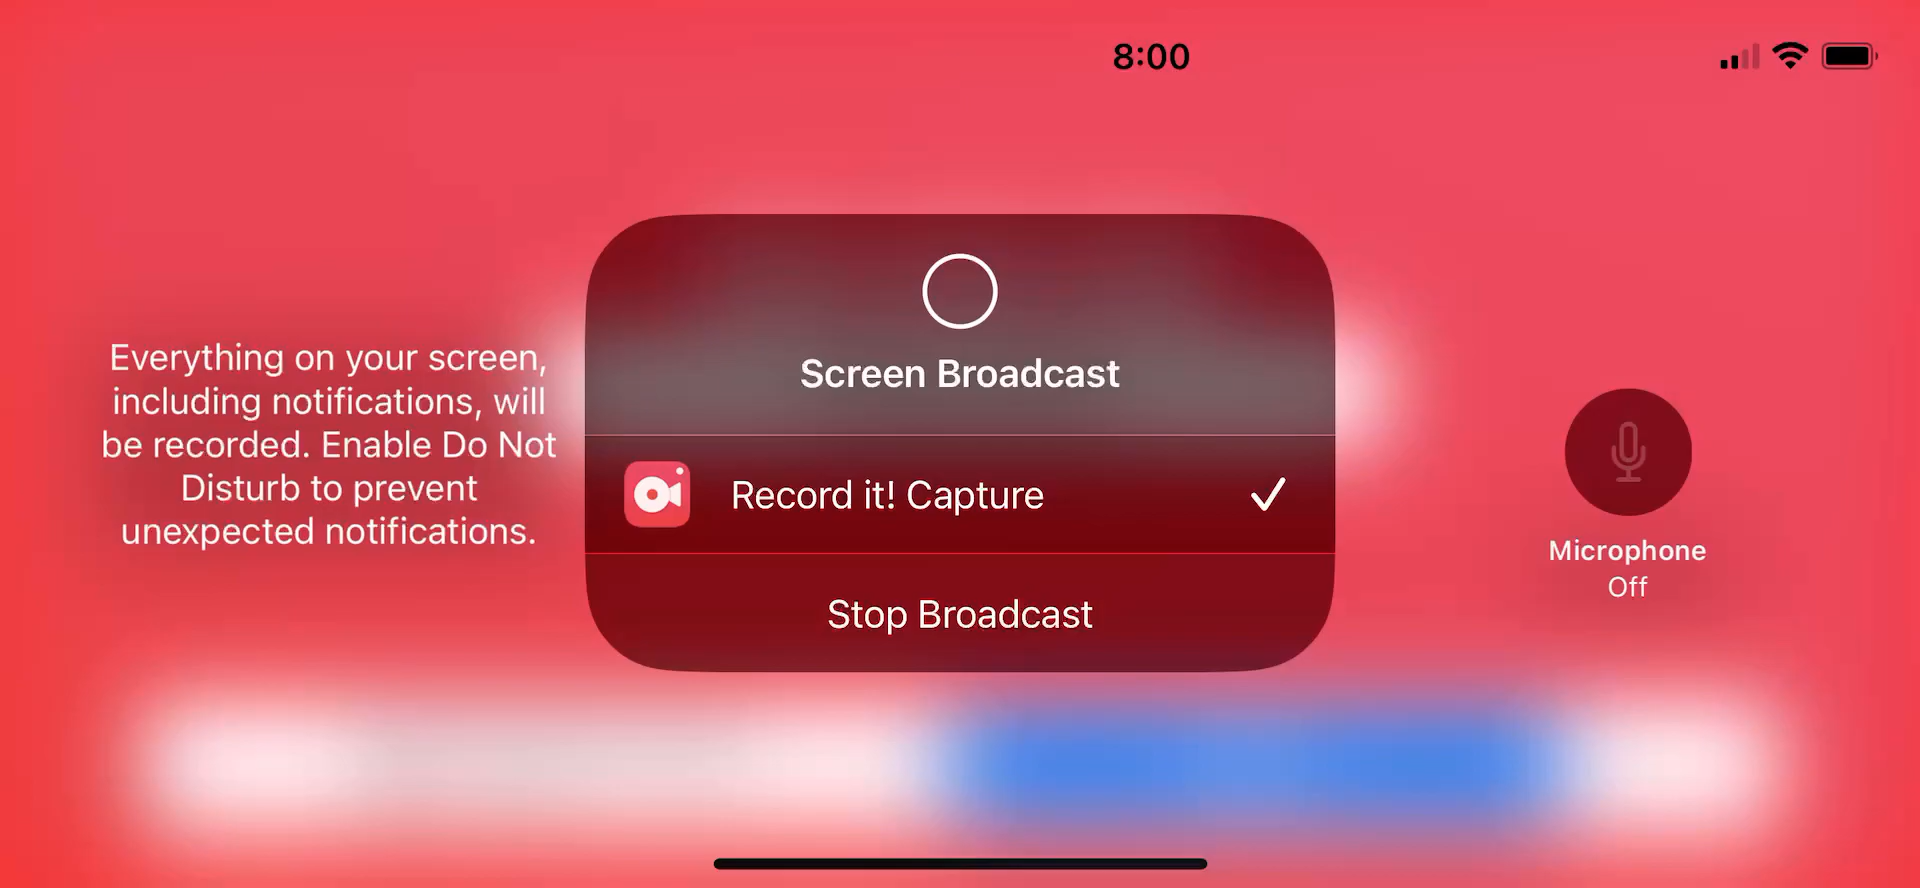 8:00
Everything on your screen,
including notifications, will
be recorded. Enable Do Not
Disturb to prevent
unexpected notifications.
Screen Broadcast
Record it! Capture
Stop Broadcast
Microphone
Off